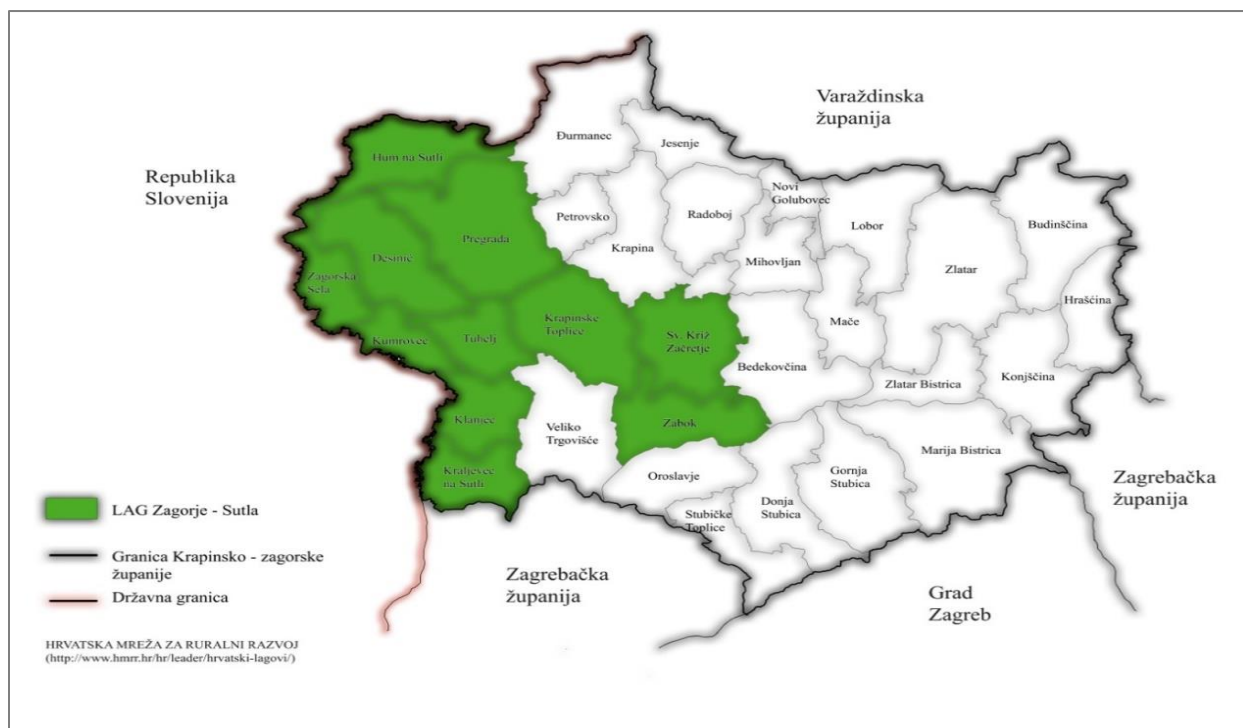 Varaždinska
županija
Republika
Slovenija
Đurmanec
Jesenje
Hum na Sutli
Novi
Golubovec
Petrovsko
Radoboj
Lobor
Budinščina
Pregrada
Krapina
Desinić
Mihovljan
Zlatar
Zagorska
Sela
Hrašćina
Krapinske
Toplice
Mače
Kumrovec
Tuhelj
Sv. Križ
Začretje
Bedekovčina
Konjščina
Zlatar Bistrica
Klanjec
Veliko
Trgovišće
Zabok
Marija Bistrica
Kraljevec
na Sutli
Oroslavje
Gornja
Stubica
Donja
Stubica
Stubičke
Toplice
Zagrebačka
županija
LAG Zagorje - Sutla
Granica Krapinsko - zagorske
županije
Državna granica
Zagrebačka
županija
Grad
Zagreb
HRVATSKA MREŽA ZA RURALNI RAZVOJ
(http://www.hmrr.hr/hr/leader/hrvatski-lagovi/)